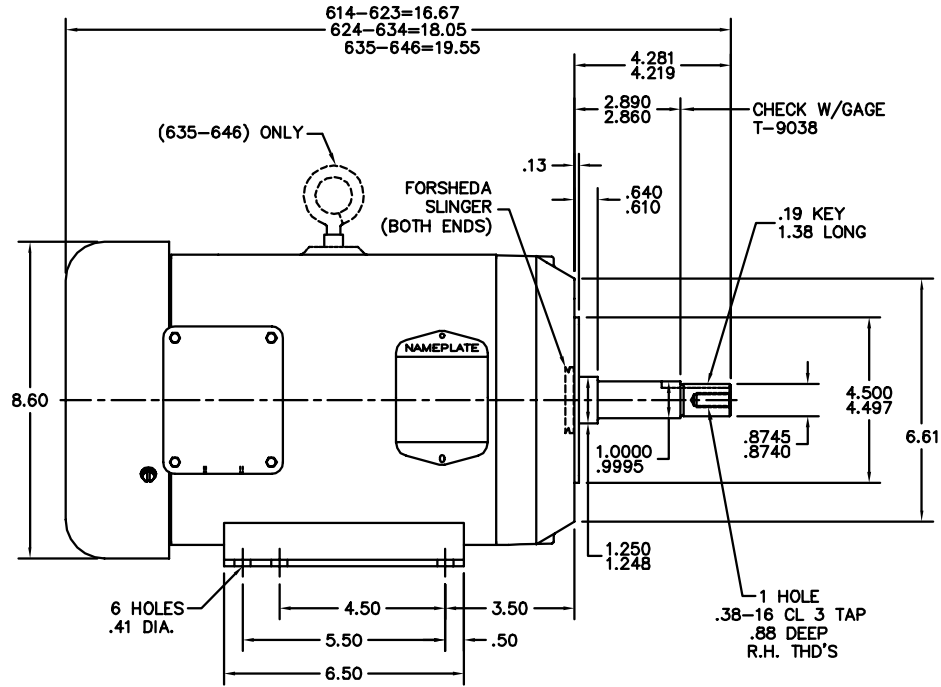 614-623=16.67
624-634=18.05
635-646=19.55
4.281
4.219
2.890
2.860
CHECK W/GAGE
T-9038
(635-646) ONLY
.13
FORSHEDA
SLINGER
(BOTH ENDS)
.640
.610
.19 KEY
1.38 LONG
NAMEPLATE
8.60
4.500
4.497
6.61
1.0000
.9995
.8745
.8740
1.250
1.248
6 HOLES
.41 DIA.
4.50
3.50
5.50
.50
6.50
1 HOLE
.38-16 CL 3 TAP
.88 DEEP
R.H. THD'S